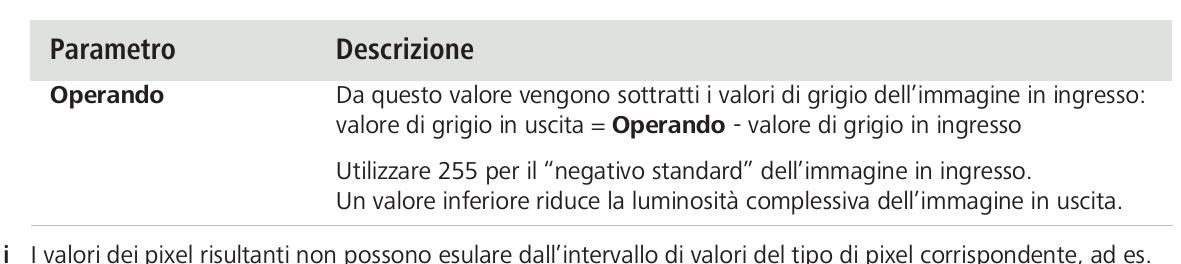 Parametro Descrizione
Operando Da questo valore vengono sottratti i valori di grigio dell’immagine in ingresso:
valore di grigio in uscita = Operando - valore di grigio in ingresso
Utilizzare 255 per il “negativo standard” dell’immagine in ingresso.
Un valore inferiore riduce la luminosità complessiva dell’immagine in uscita.
i I valori dei pixel risultanti non possono esulare dall’intervallo di valori del tipo di pixel corrispondente, ad es.